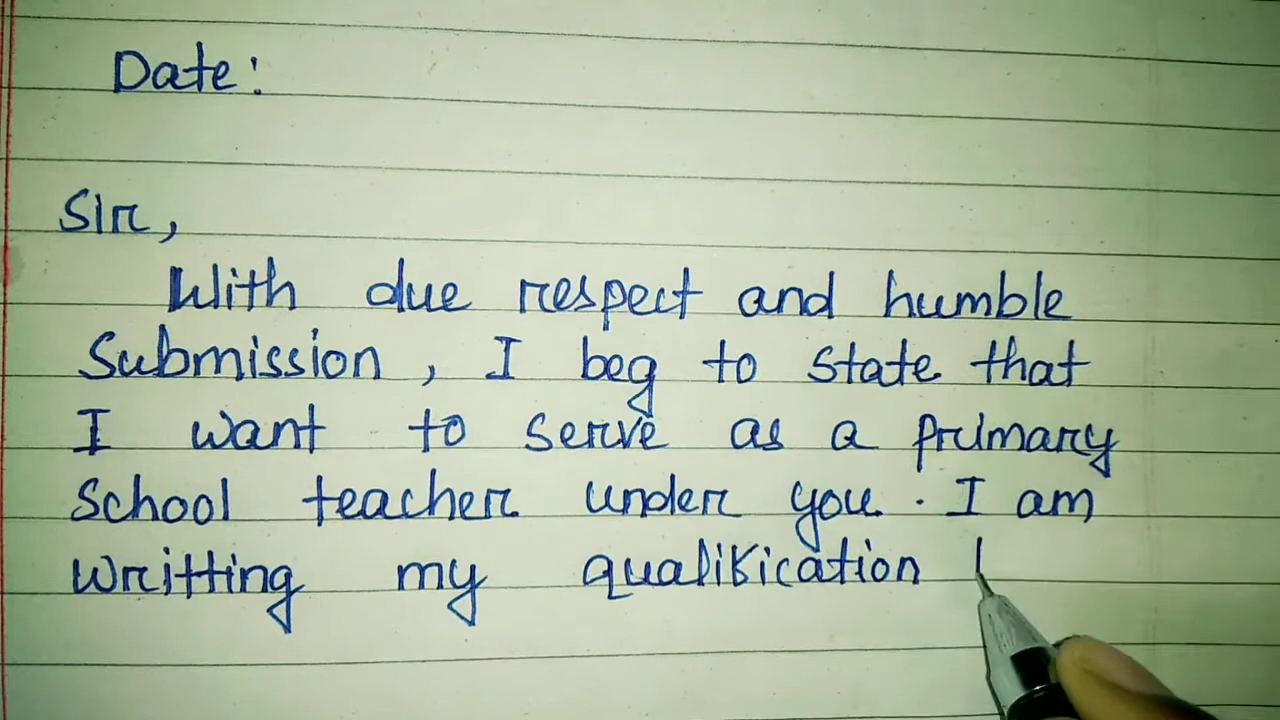 Date:
Sir,
With due respect and humble
Submission, I beg to state that
I want to serve as a primary
School teacher under you. I am
writting my qualification